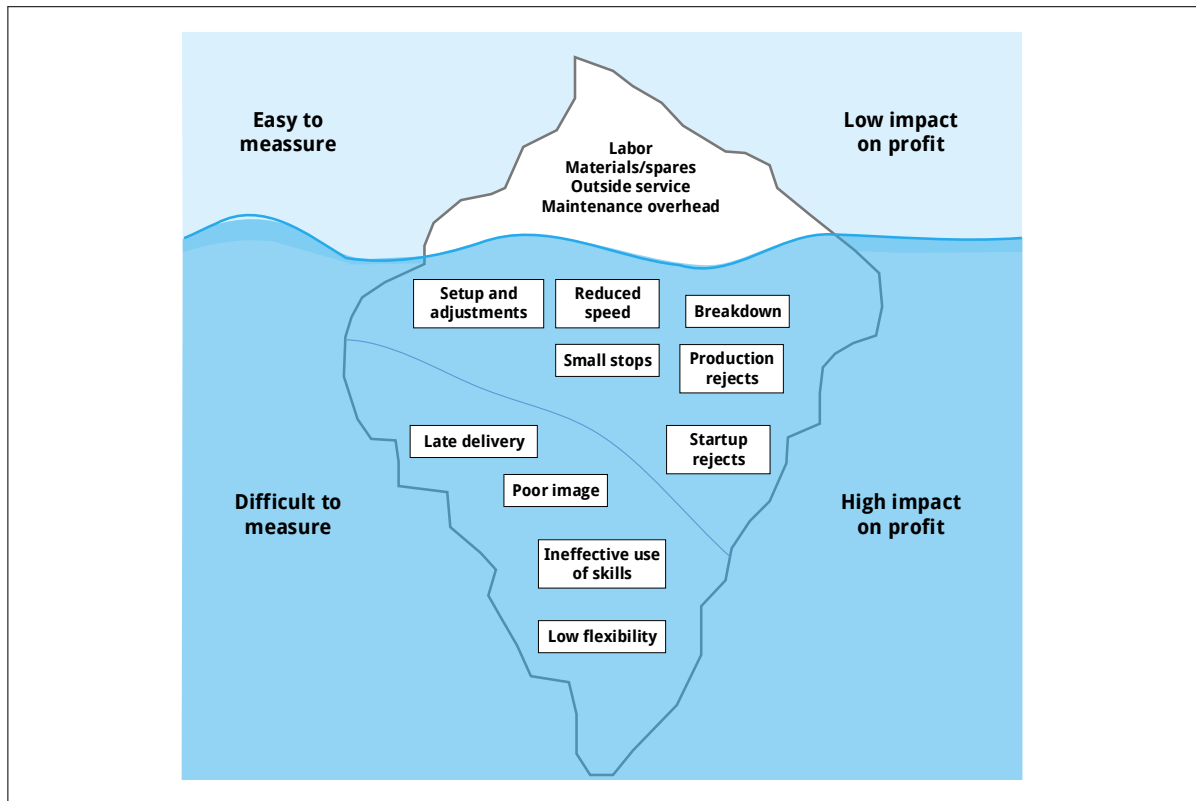 Easy to
meassure
Low impact
on profit
Labor
Materials/spares
Outside service
Maintenance overhead
Setup and
adjustments
Reduced
speed
Breakdown
Small stops
Production
rejects
Late delivery
Startup
rejects
Poor image
Difficult to
measure
High impact
on profit
Ineffective use
of skills
Low flexibility